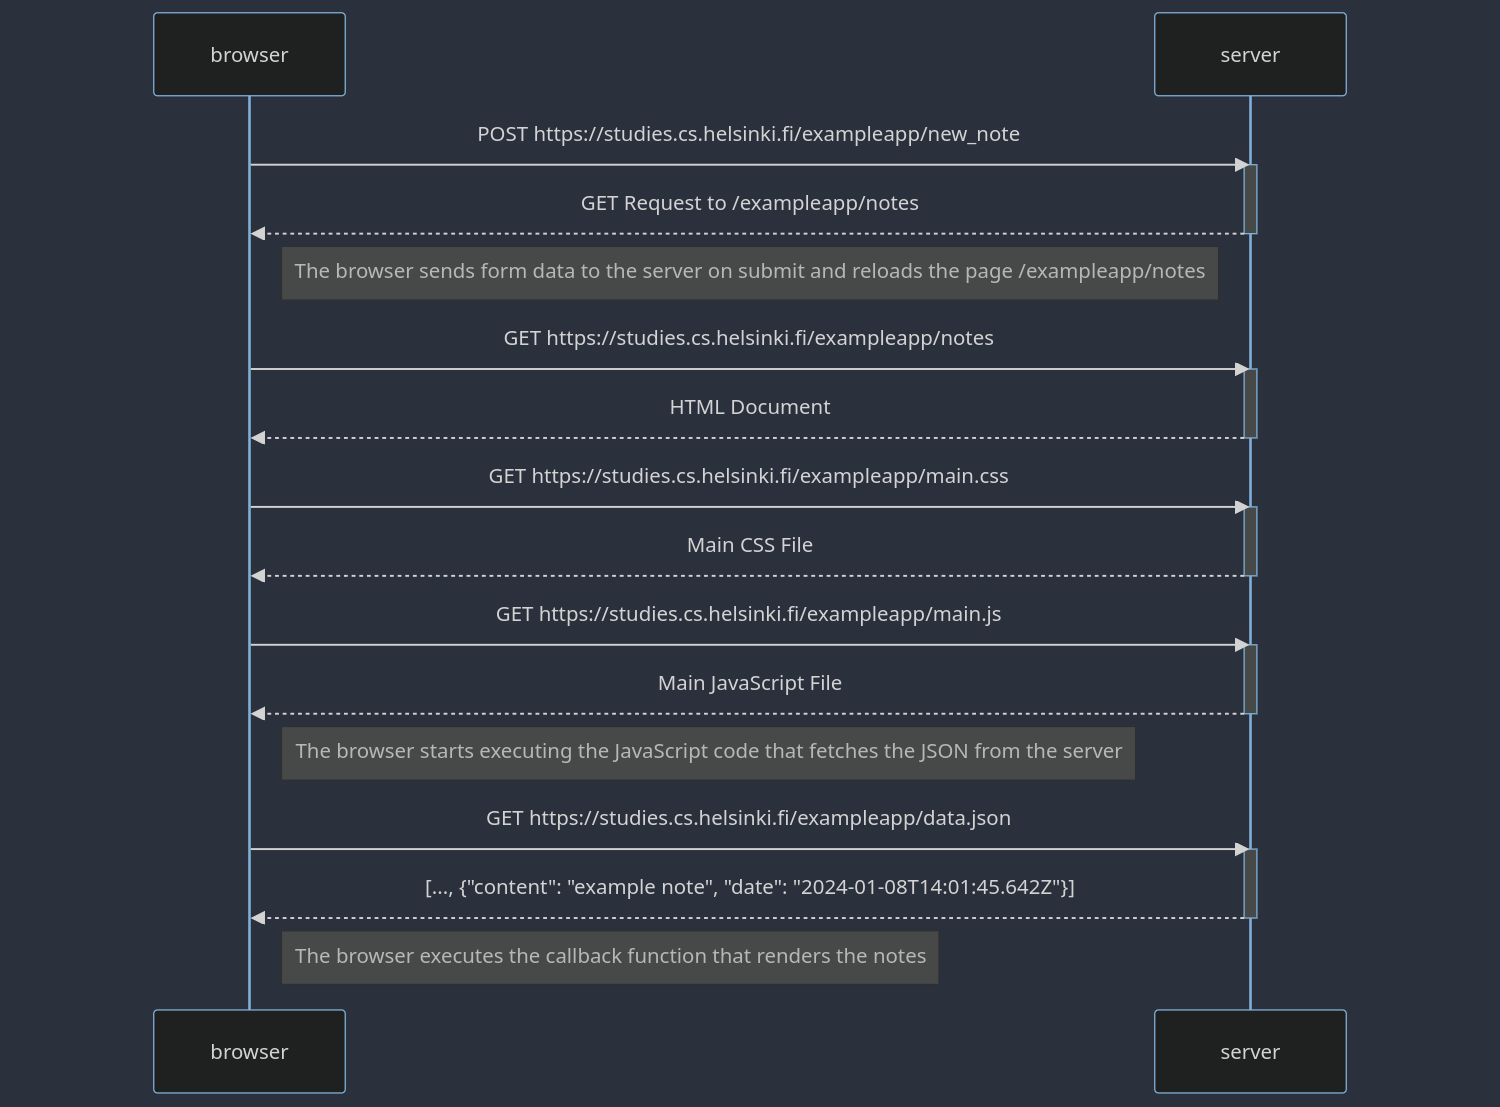 browser
server
POST https://studies.cs.helsinki.fi/exampleapp/new_note
GET Request to /exampleapp/notes
The browser sends form data to the server on submit and reloads the page /exampleapp/notes
GET https://studies.cs.helsinki.fi/exampleapp/notes
HTML Document
GET https://studies.cs.helsinki.fi/exampleapp/main.css
Main CSS File
GET https://studies.cs.helsinki.fi/exampleapp/main.js
Main JavaScript File
The browser starts executing the JavaScript code that fetches the JSON from the server
GET https://studies.cs.helsinki.fi/exampleapp/data.json
[..., {"content": "example note", "date": "2024-01-08T14:01:45.642Z"}]
The browser executes the callback function that renders the notes
browser
server